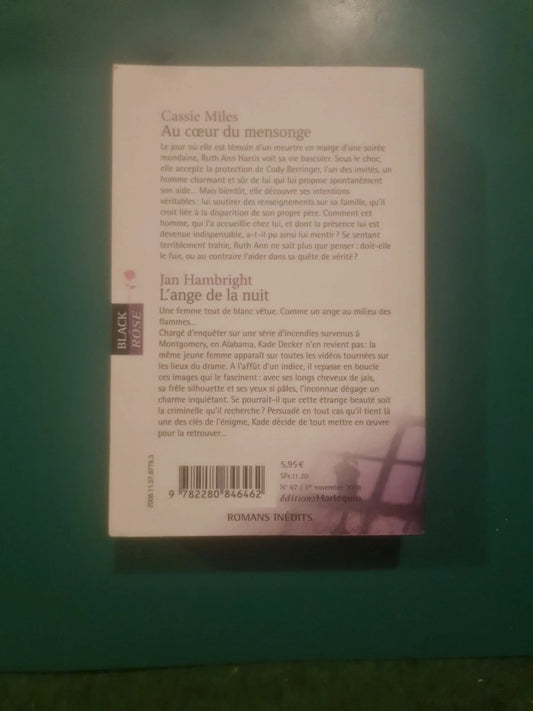 Cassie Miles
Au cœur du mensonge
Le jour où elle est témoin d'un meurtre en marge d'une soirée
mondaine, Ruth Ann Harris voit sa vie basculer. Sous le choc,
elle accepte la protection de Cody Berringer, l'un des invités, un
homme charmant et sûr de lui qui lui propose spontanément
son aide... Mais bientôt, elle découvre ses intentions
véritables : lui soutirer des renseignements sur sa famille, qu'il
croit liée à la disparition de son propre père. Comment cet
homme, qui l'a accueillie chez lui, et dont la présence lui est
devenue indispensable, a-t-il pu ainsi lui mentir ? Se sentant
terriblement trahie, Ruth Ann ne sait plus que penser : doit-elle
le fuir, ou au contraire l'aider dans sa quête de vérité ?
Jan Hambright
L'ange de la nuit
Une femme tout de blanc vêtue. Comme un ange au milieu des
flammes...
Chargé d'enquêter sur une série d'incendies survenus à
Montgomery, en Alabama, Kade Decker n'en revient pas : la
même jeune femme apparaît sur toutes les vidéos tournées sur
les lieux du drame. A l'affût d'un indice, il repasse en boucle
ces images qui le fascinent : avec ses longs cheveux de jais,
sa frêle silhouette et ses yeux si pâles, l'inconnue dégage un
charme inquiétant. Se pourrait-il que cette étrange beauté soit
la criminelle qu'il recherche ? Persuadé en tout cas qu'il tient là
une des clés de l'énigme, Kade décide de tout mettre en œuvre
pour la retrouver...
BLACK
ROSE
2008.11.57.8778.3
9 782280 846462
5,95 €
SPr.11.20
N° 67 / 1er novembre 2008
éditions Harlequin
ROMANS INÉDITS